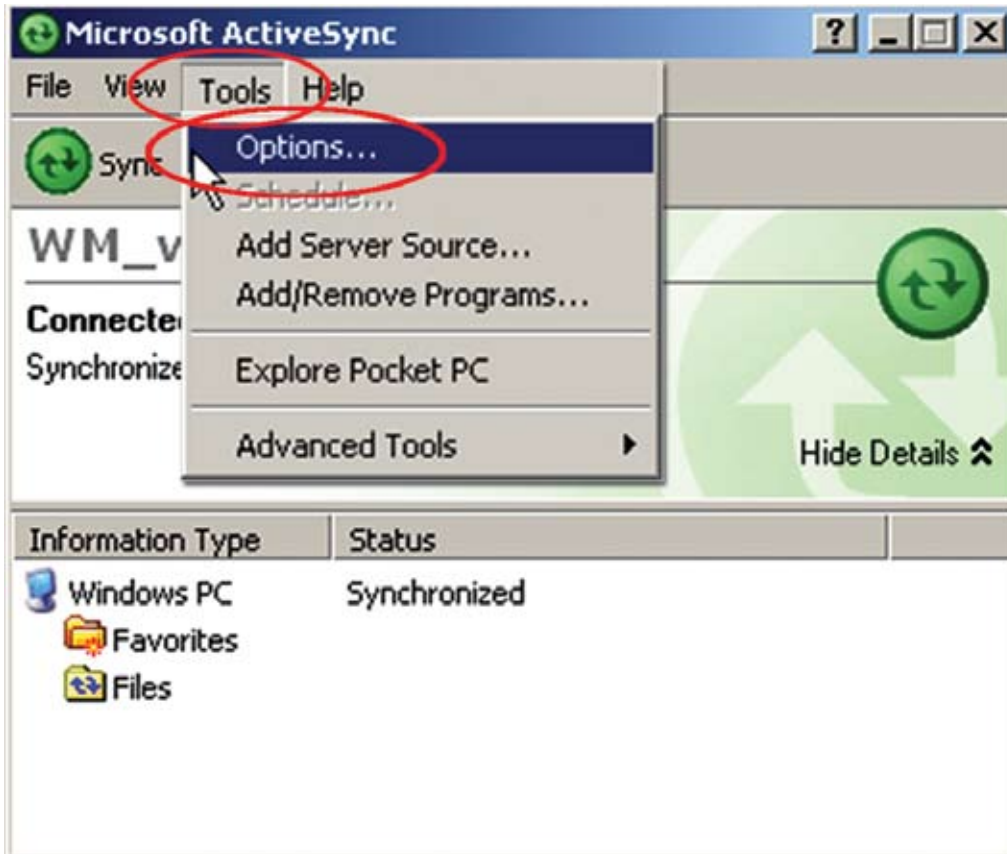 Microsoft ActiveSync
File View Tools Help
Sync
Options...
Schedule...
Add Server Source...
Add/Remove Programs...
Explore Pocket PC
Advanced Tools
WM_v
Connecte
Synchronize
Hide Details
Information Type Status
Windows PC Synchronized
Favorites
Files